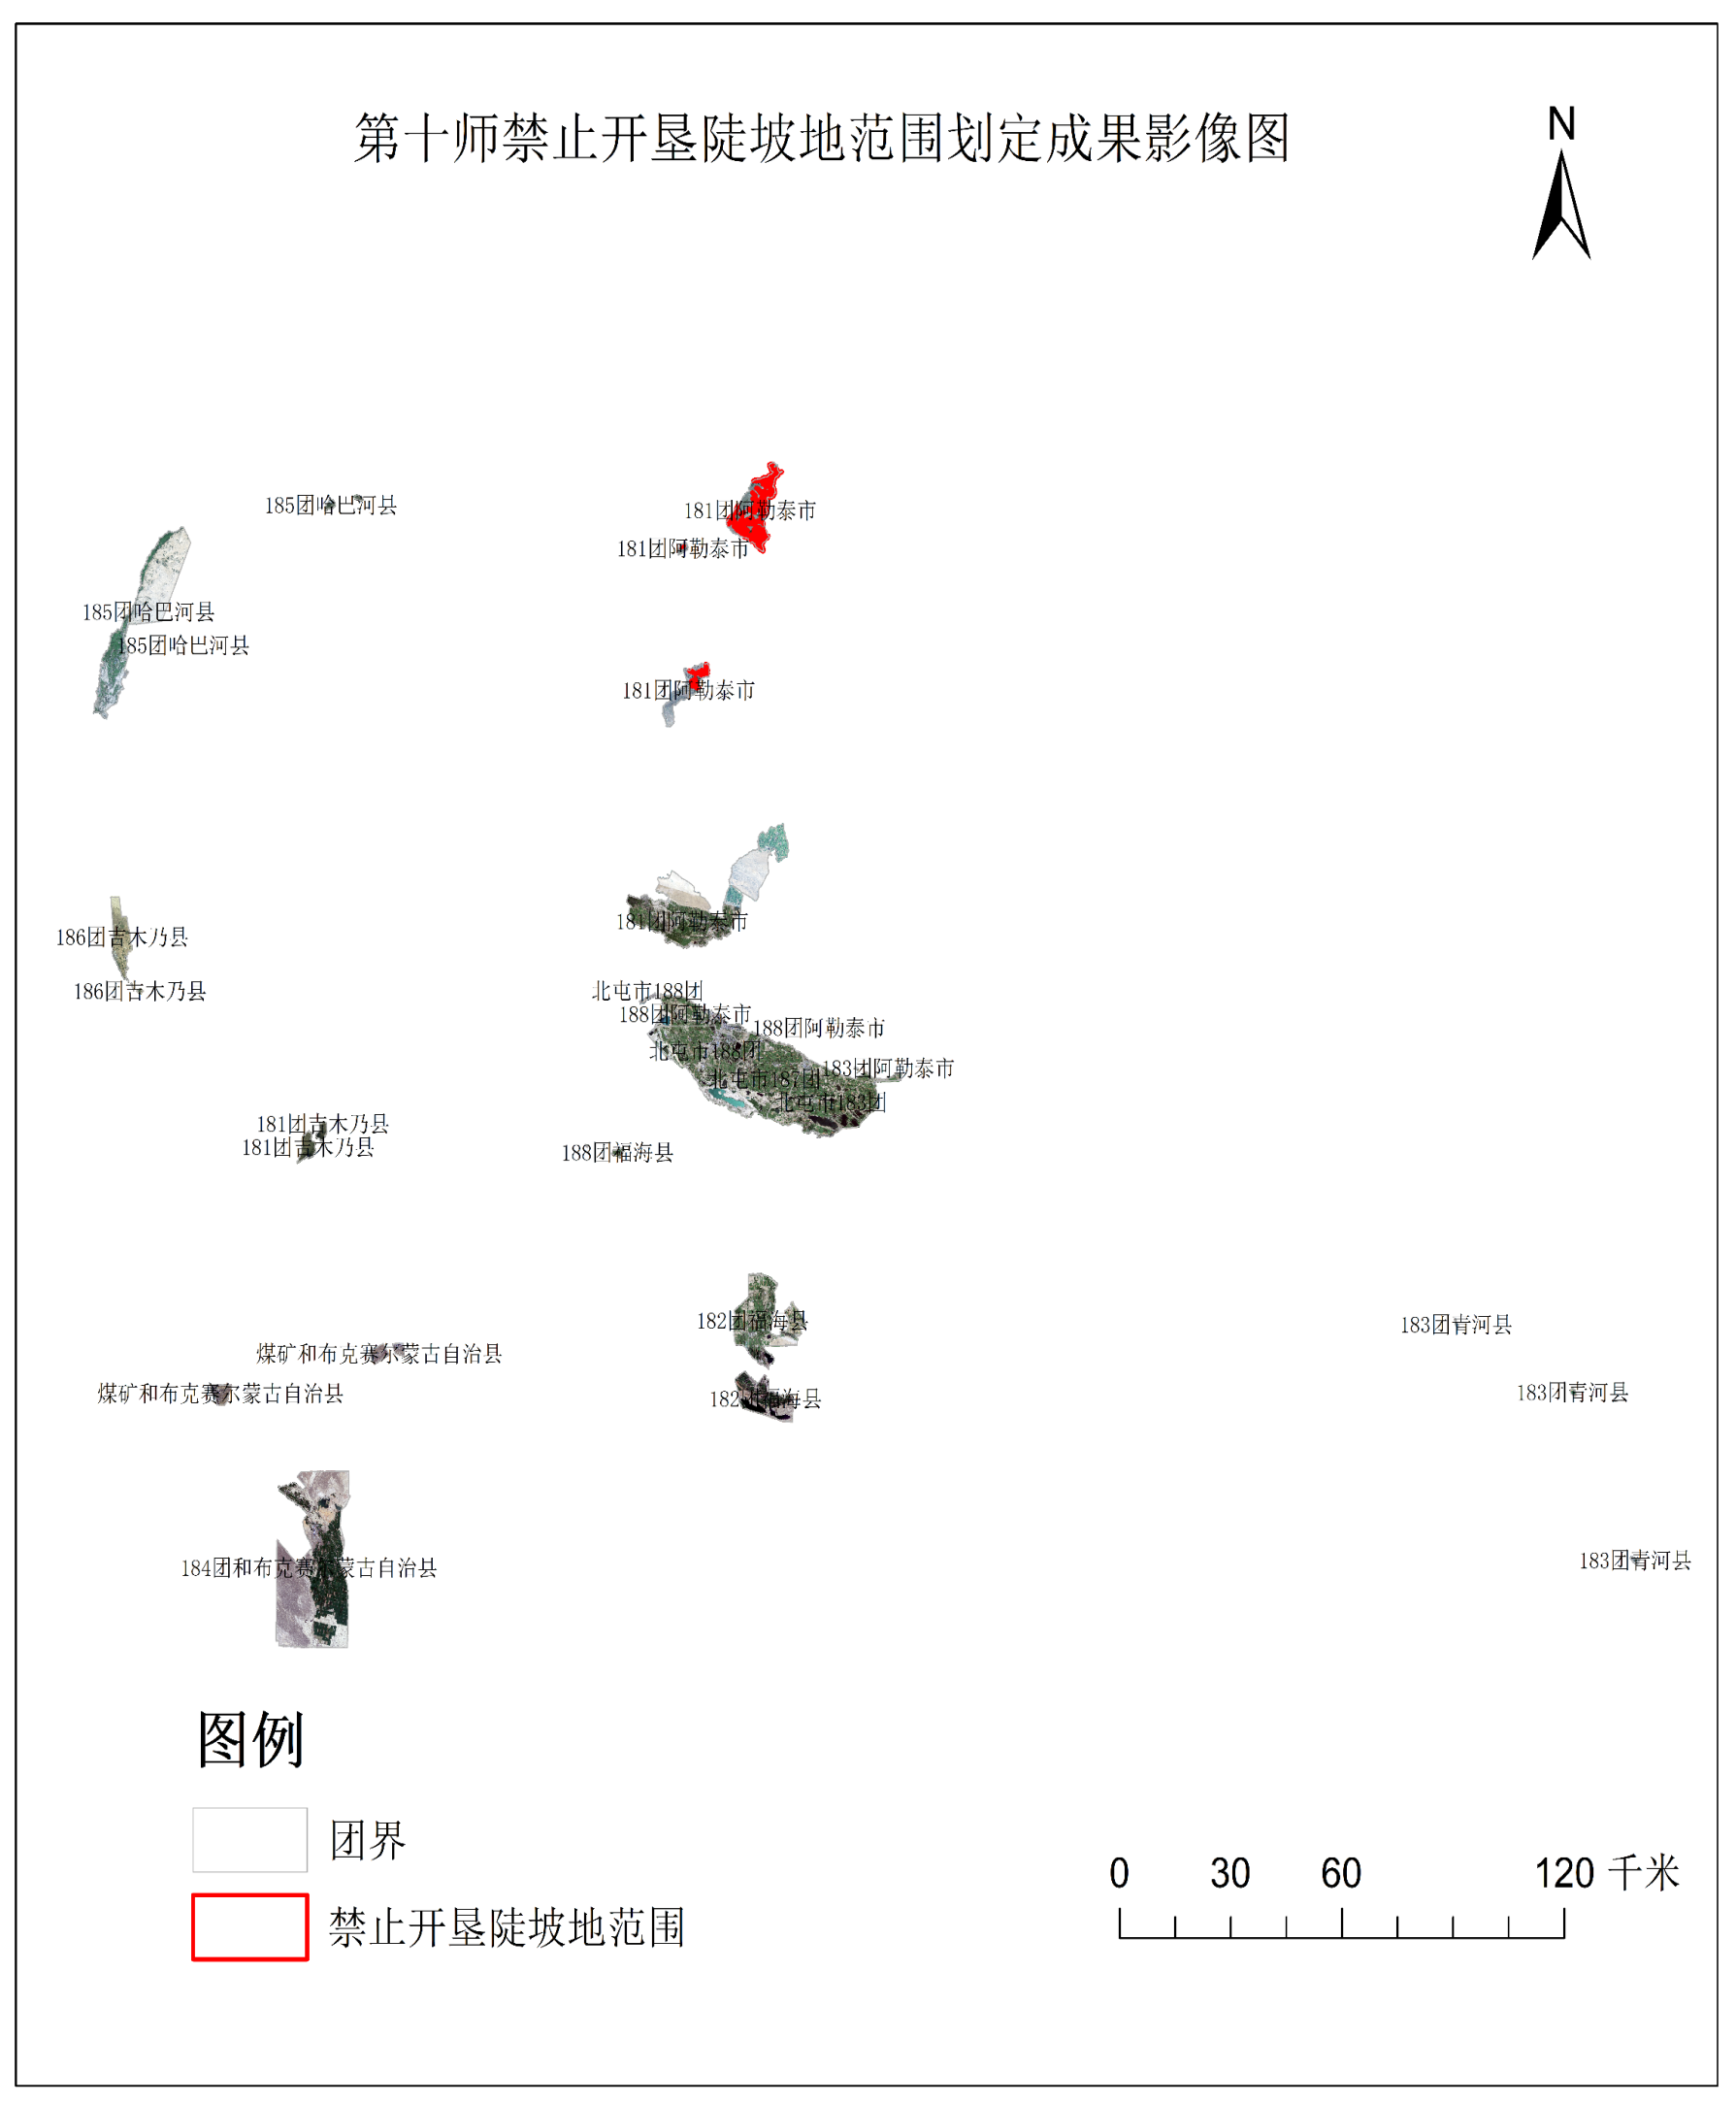 第十师禁止开垦陡坡地范围划定成果影像图
N
185团哈巴河县
181团阿勒泰市
181团阿勒泰市
185团哈巴河县
185团哈巴河县
181团阿勒泰市
181团阿勒泰市
186团吉木乃县
186团吉木乃县
北屯市188团
188团阿勒泰市
188团阿勒泰市
北屯市188团
183团阿勒泰市
北屯市187团
北屯市183团
181团吉木乃县
181团吉木乃县
188团福海县
182团福海县
183团青河县
煤矿和布克赛尔蒙古自治县
煤矿和布克赛尔蒙古自治县
182团福海县
183团青河县
184团和布克赛尔蒙古自治县
183团青河县
图例
团界
禁止开垦陡坡地范围
0 30 60 120 千米